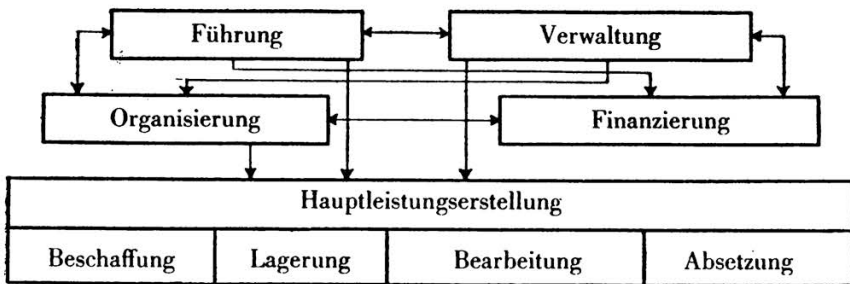 Führung Verwaltung
Organisierung Finanzierung
Hauptleistungserstellung
Beschaffung Lagerung Bearbeitung Absetzung